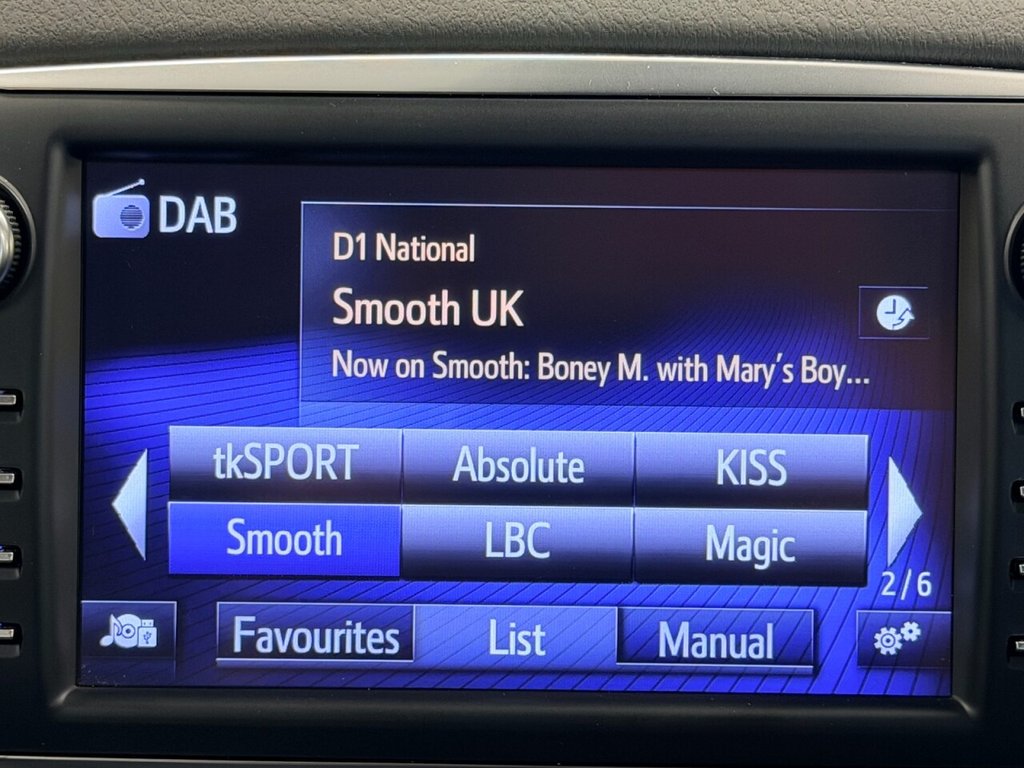 DAB
D1 National
Smooth UK
Now on Smooth: Boney M. with Mary's Boy...
tkSPORT Absolute KISS
Smooth LBC Magic
2/6
Favourites List Manual